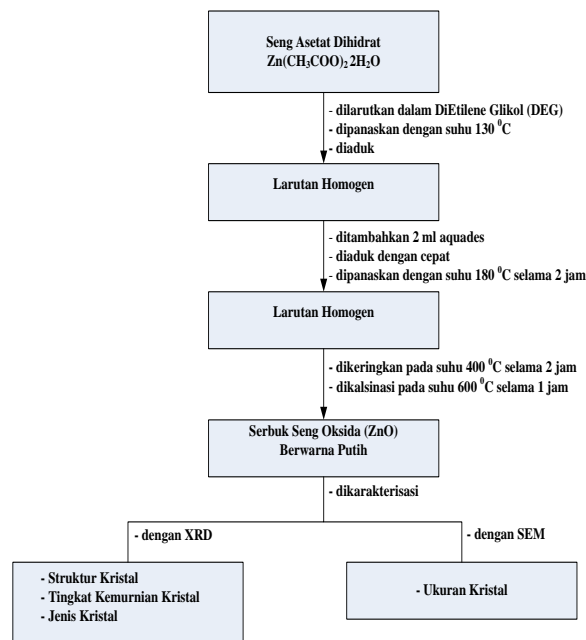 Seng Asetat Dihidrat
Zn(CH₃COO)₂ 2H₂O
- dilarutkan dalam DiEtilene Glikol (DEG)
- dipanaskan dengan suhu 130 ⁰C
- diaduk
Larutan Homogen
- ditambahkan 2 ml aquades
- diaduk dengan cepat
- dipanaskan dengan suhu 180 ⁰C selama 2 jam
Larutan Homogen
- dikeringkan pada suhu 400 ⁰C selama 2 jam
- dikalsinasi pada suhu 600 ⁰C selama 1 jam
Serbuk Seng Oksida (ZnO)
Berwarna Putih
- dikarakterisasi
- dengan XRD
- dengan SEM
- Struktur Kristal
- Tingkat Kemurnian Kristal
- Jenis Kristal
- Ukuran Kristal